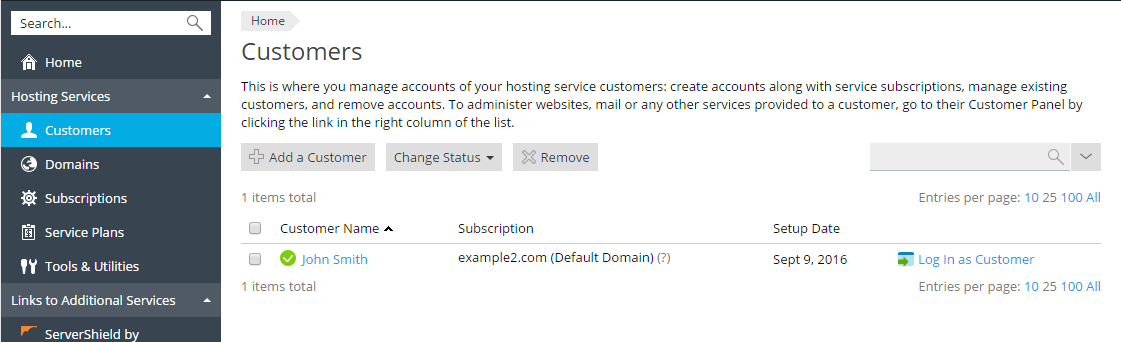 Search...
Home
Hosting Services
Customers
Domains
Subscriptions
Service Plans
Tools & Utilities
Links to Additional Services
ServerShield by
Home
Customers
This is where you manage accounts of your hosting service customers: create accounts along with service subscriptions, manage existing
customers, and remove accounts. To administer websites, mail or any other services provided to a customer, go to their Customer Panel by
clicking the link in the right column of the list.
Add a Customer Change Status Remove
1 items total Entries per page: 10 25 100 All
Customer Name Subscription Setup Date
John Smith example2.com (Default Domain) (?) Sept 9, 2016 Log In as Customer
1 items total Entries per page: 10 25 100 All